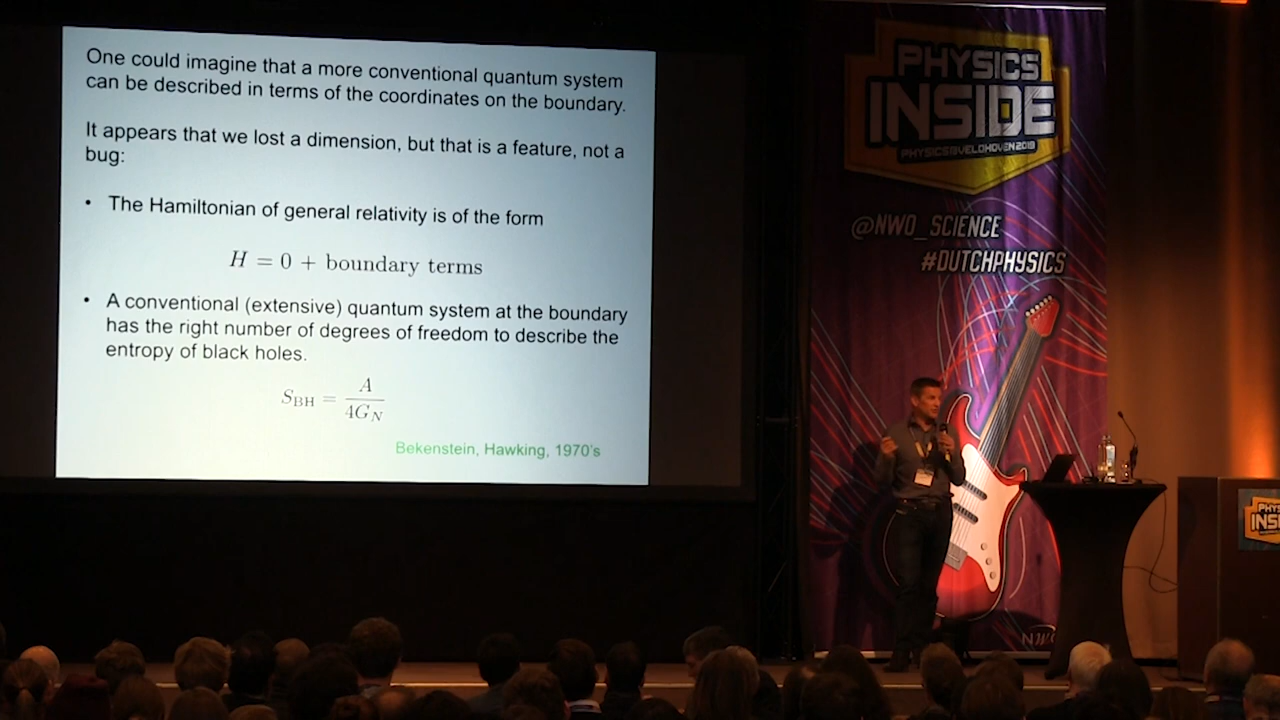 One could imagine that a more conventional quantum system
can be described in terms of the coordinates on the boundary.
It appears that we lost a dimension, but that is a feature, not a
bug:
• The Hamiltonian of general relativity is of the form
H = 0 + boundary terms
• A conventional (extensive) quantum system at the boundary
has the right number of degrees of freedom to describe the
entropy of black holes.
S_BH = A / 4G_N
Bekenstein, Hawking, 1970's
PHYSICS
INSIDE
PHYSICS@VELDHOVEN 2019
@NWO_SCIENCE
#DUTCHPHYSICS
NWO